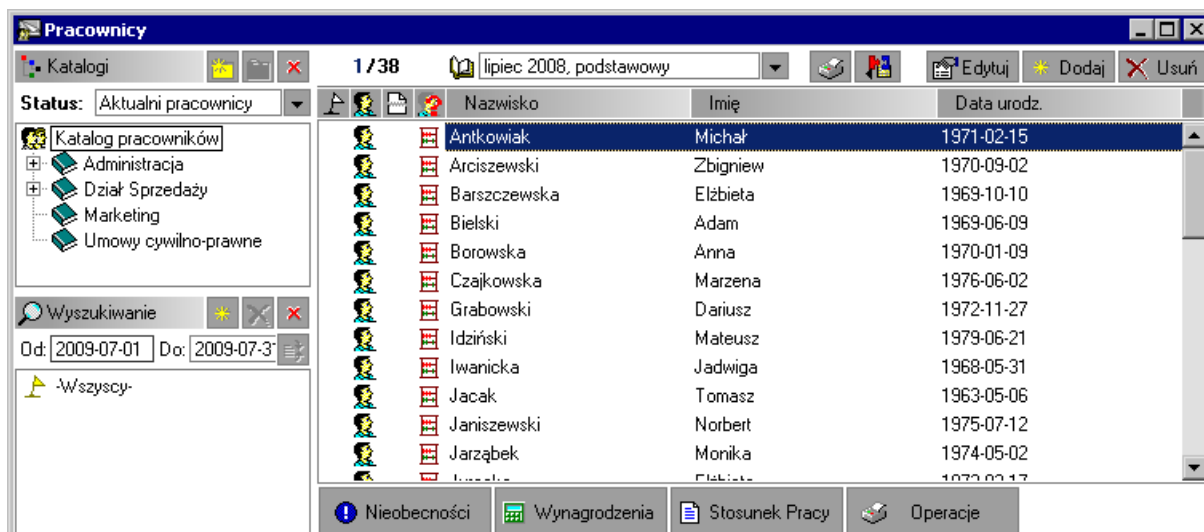 Pracownicy
Katalogi
1/38 lipiec 2008, podstawowy Edytuj Dodaj Usuń
Status: Aktualni pracownicy
Katalog pracowników
Administracja
Dział Sprzedaży
Marketing
Umowy cywilno-prawne
Wyszukiwanie
Od: 2009-07-01 Do: 2009-07-3
-Wszyscy-
Nazwisko Imię Data urodz.
Antkowiak Michał 1971-02-15
Arciszewski Zbigniew 1970-09-02
Barszczewska Elżbieta 1969-10-10
Bielski Adam 1969-06-09
Borowska Anna 1970-01-09
Czajkowska Marzena 1976-06-02
Grabowski Dariusz 1972-11-27
Idziński Mateusz 1979-06-21
Iwanicka Jadwiga 1968-05-31
Jacak Tomasz 1963-05-06
Janiszewski Norbert 1975-07-12
Jarząbek Monika 1974-05-02
Nieobecności Wynagrodzenia Stosunek Pracy Operacje